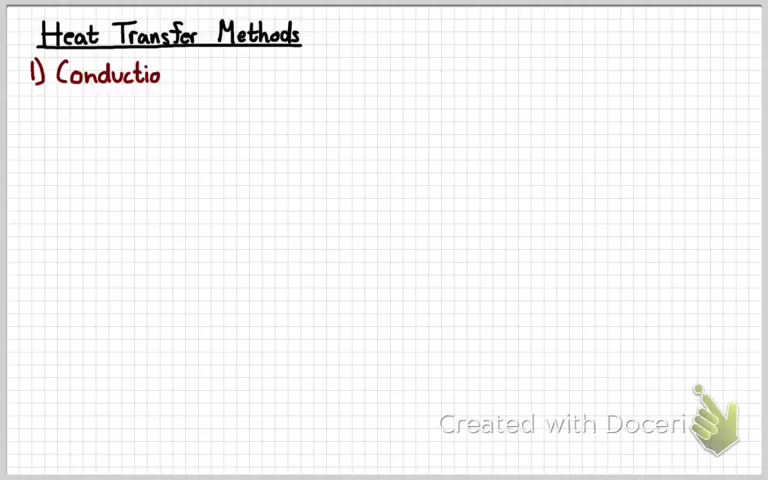 Heat Transfer Methods
1) Conductio
Created with Doceri